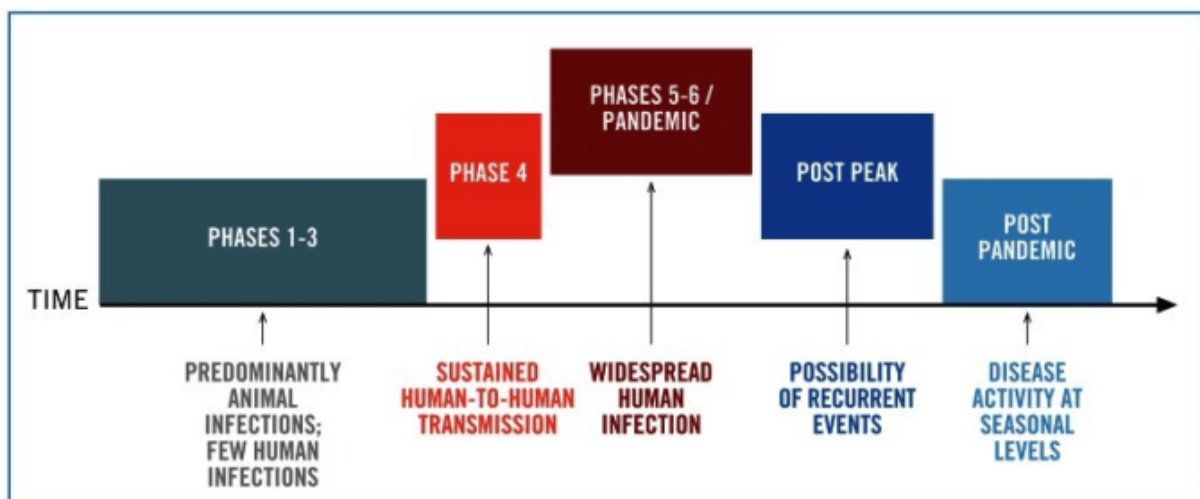 PHASES 5-6 /
PANDEMIC
PHASE 4
POST PEAK
PHASES 1-3
POST
PANDEMIC
TIME
PREDOMINANTLY
ANIMAL
INFECTIONS;
FEW HUMAN
INFECTIONS
SUSTAINED
HUMAN-TO-HUMAN
TRANSMISSION
WIDESPREAD
HUMAN
INFECTION
POSSIBILITY
OF RECURRENT
EVENTS
DISEASE
ACTIVITY AT
SEASONAL
LEVELS